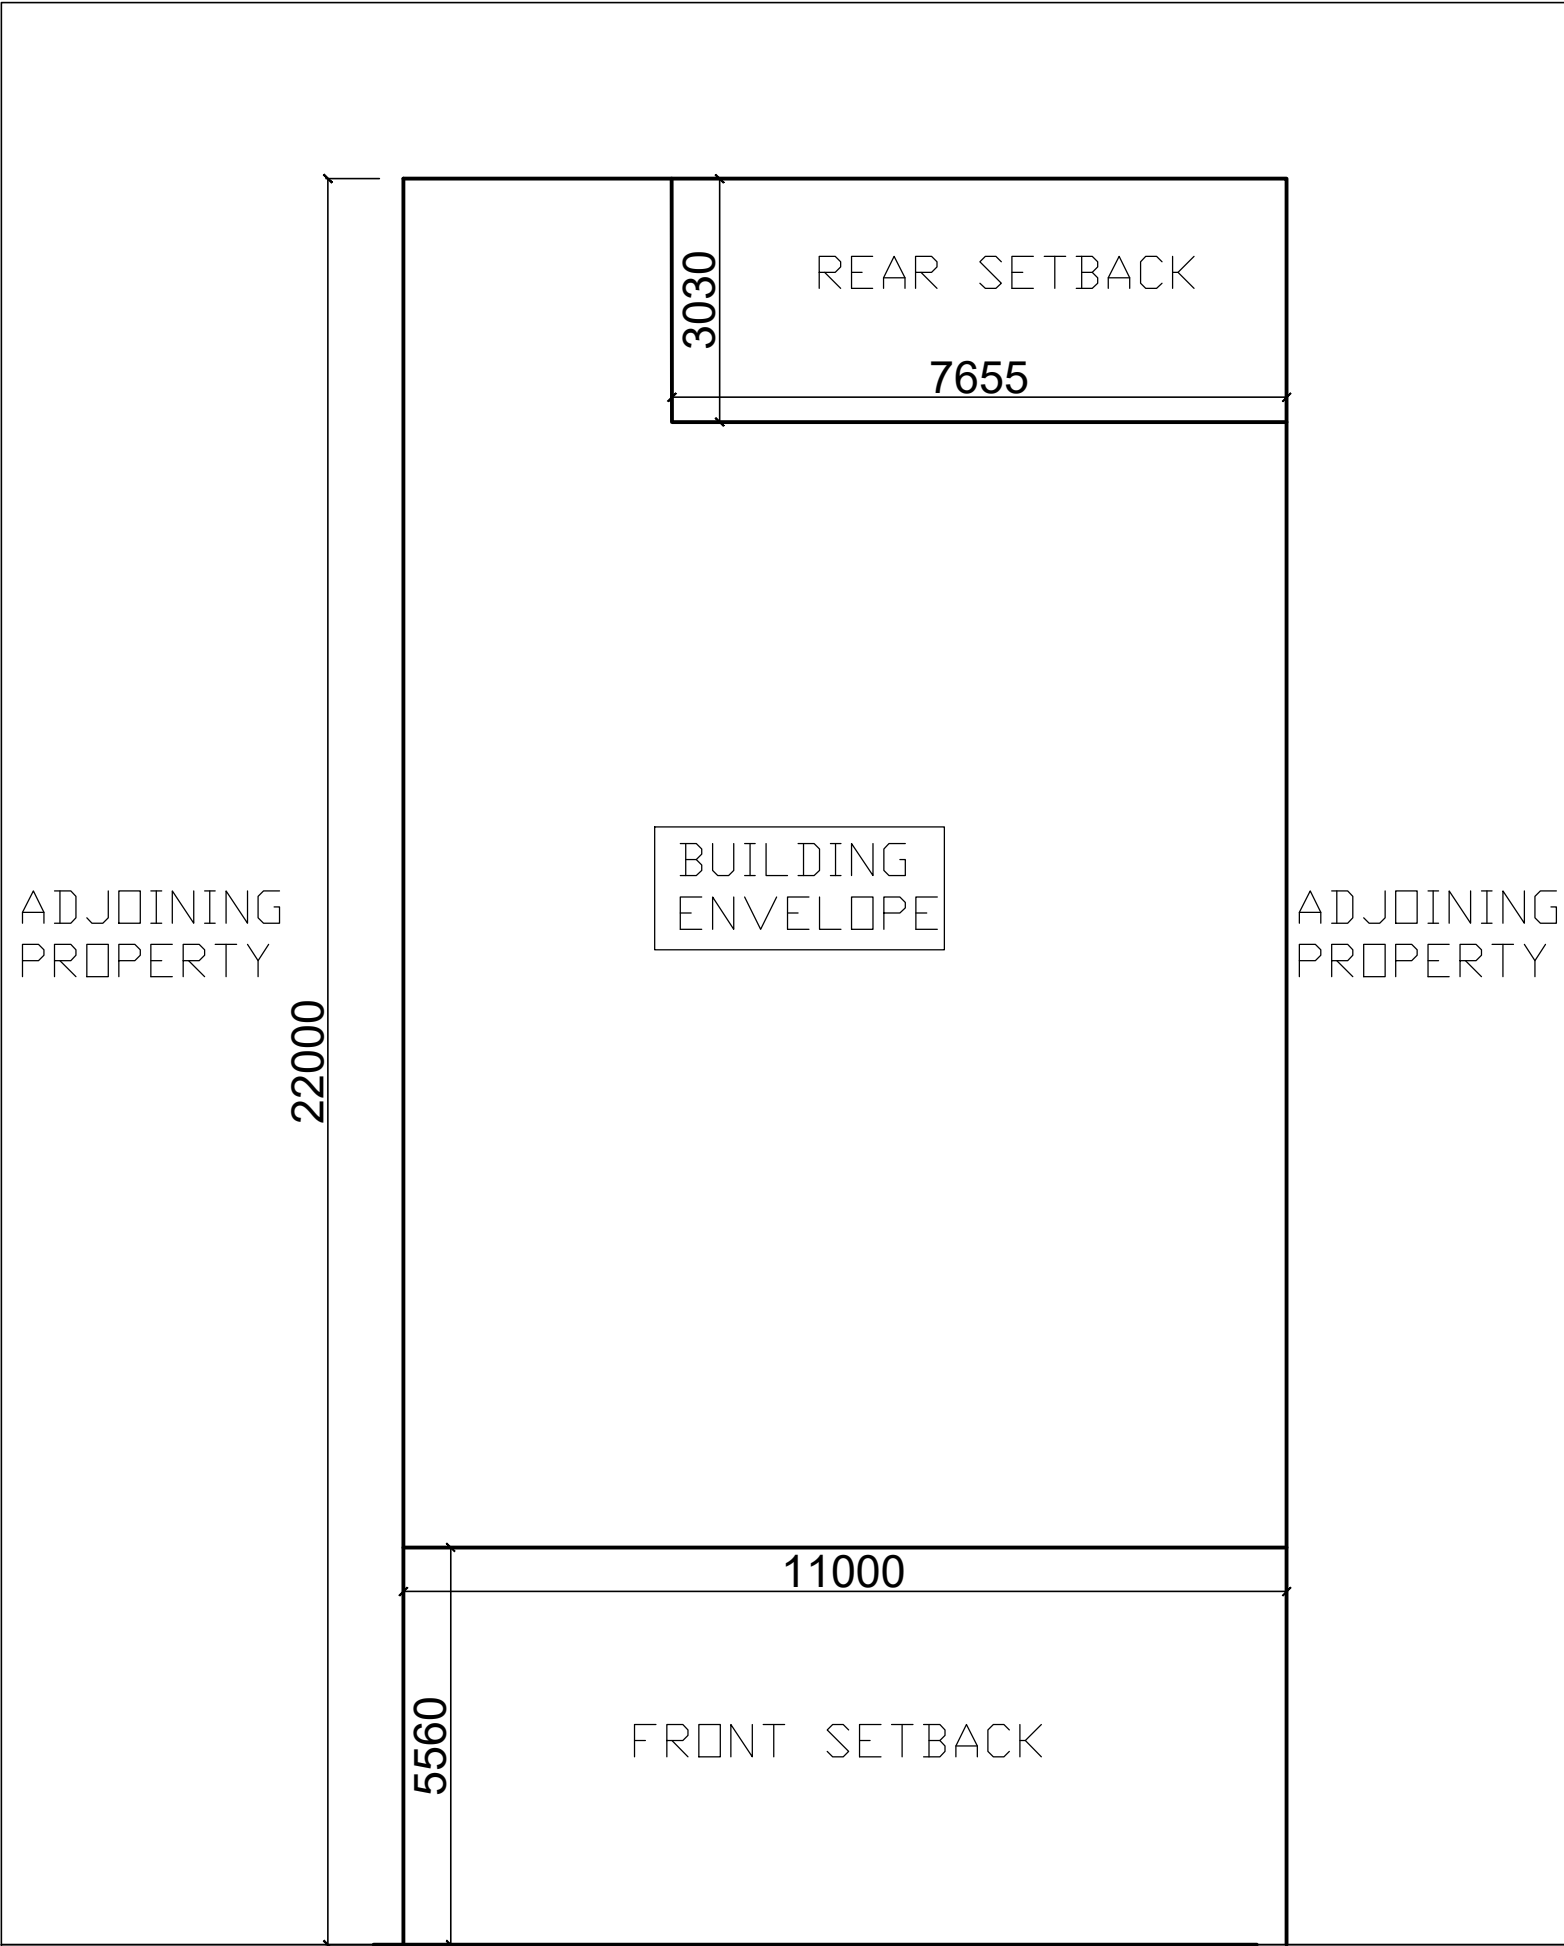 3030
REAR SETBACK
7655
BUILDING
ENVELOPE
ADJOINING
PROPERTY
ADJOINING
PROPERTY
22000
11000
5560
FRONT SETBACK